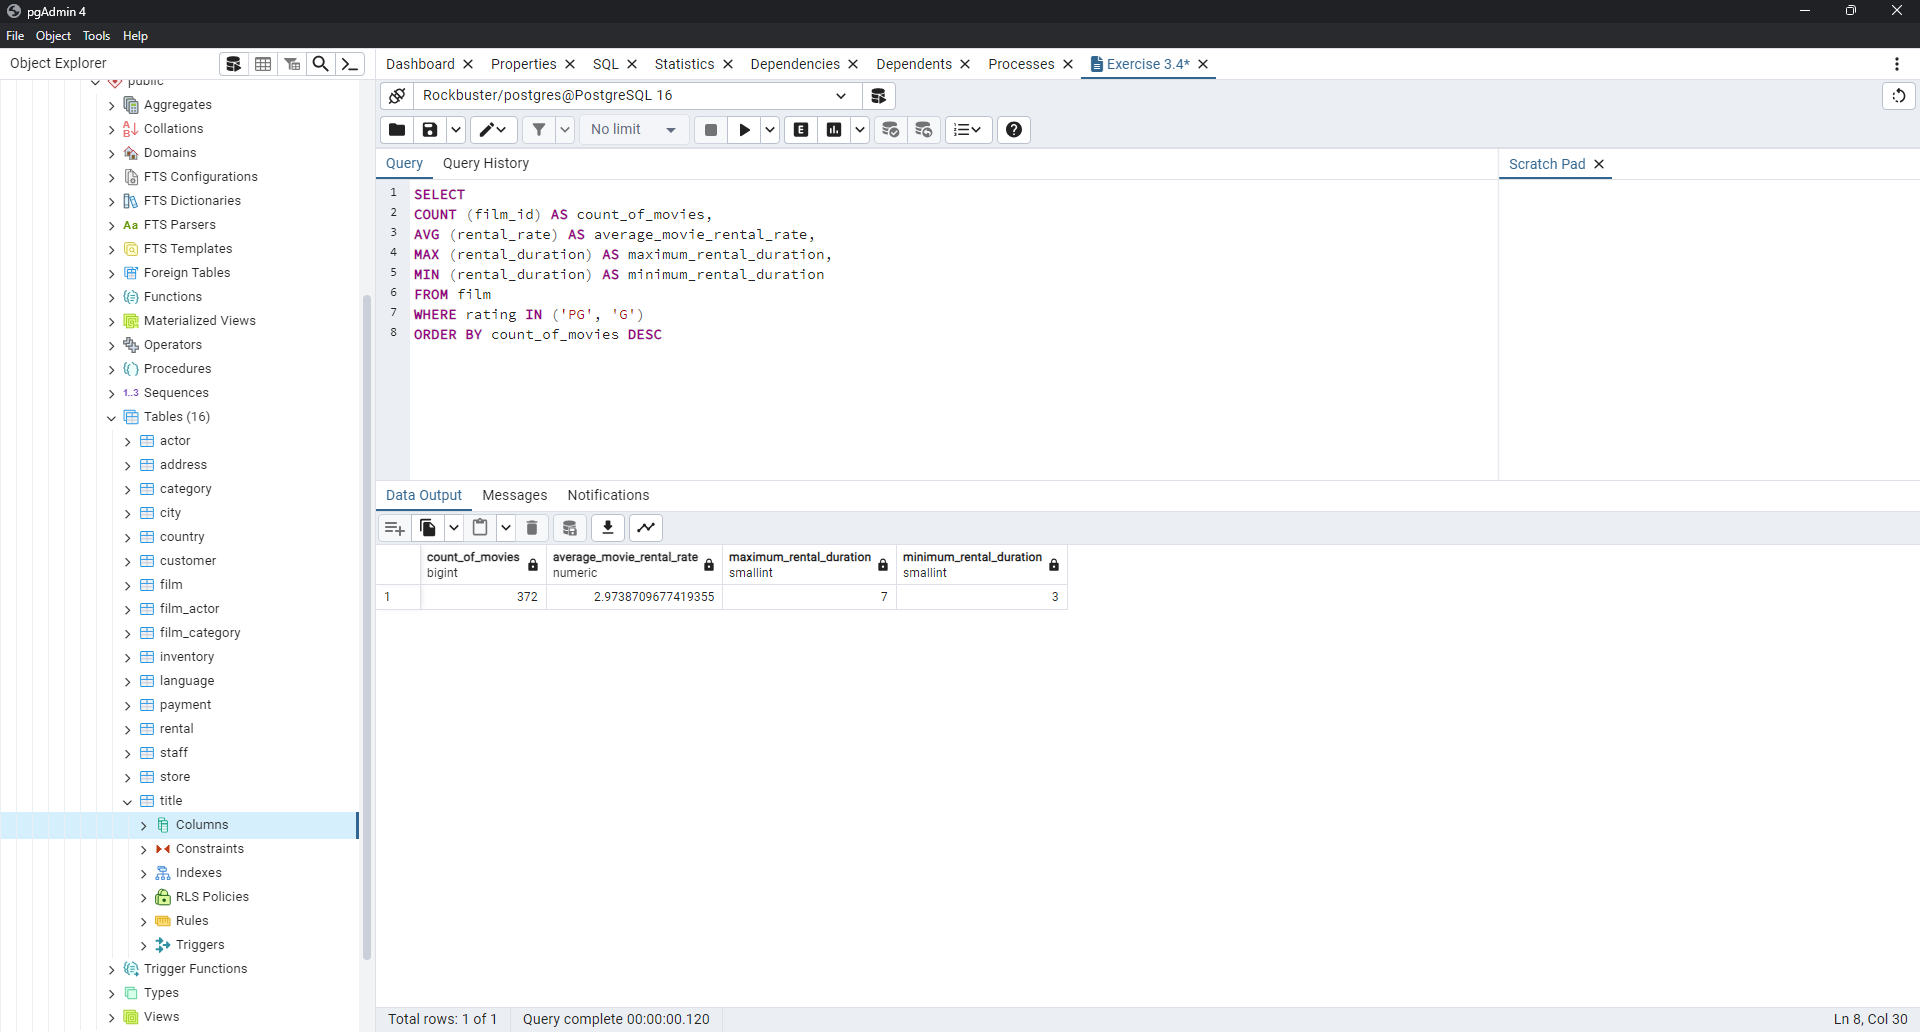 pgAdmin 4
File Object Tools Help
Object Explorer
public
Aggregates
Collations
Domains
FTS Configurations
FTS Dictionaries
Aa FTS Parsers
FTS Templates
Foreign Tables
Functions
Materialized Views
Operators
Procedures
1..3 Sequences
Tables (16)
actor
address
category
city
country
customer
film
film_actor
film_category
inventory
language
payment
rental
staff
store
title
Columns
Constraints
Indexes
RLS Policies
Rules
Triggers
Trigger Functions
Types
Views
Dashboard Properties SQL Statistics Dependencies Dependents Processes Exercise 3.4*
Rockbuster/postgres@PostgreSQL 16
No limit
E
Query Query History
Scratch Pad
1 SELECT
2 COUNT (film_id) AS count_of_movies,
3 AVG (rental_rate) AS average_movie_rental_rate,
4 MAX (rental_duration) AS maximum_rental_duration,
5 MIN (rental_duration) AS minimum_rental_duration
6 FROM film
7 WHERE rating IN ('PG', 'G')
8 ORDER BY count_of_movies DESC
Data Output Messages Notifications
count_of_movies average_movie_rental_rate maximum_rental_duration minimum_rental_duration
bigint numeric smallint smallint
1 372 2.9738709677419355 7 3
Total rows: 1 of 1 Query complete 00:00:00.120 Ln 8, Col 30